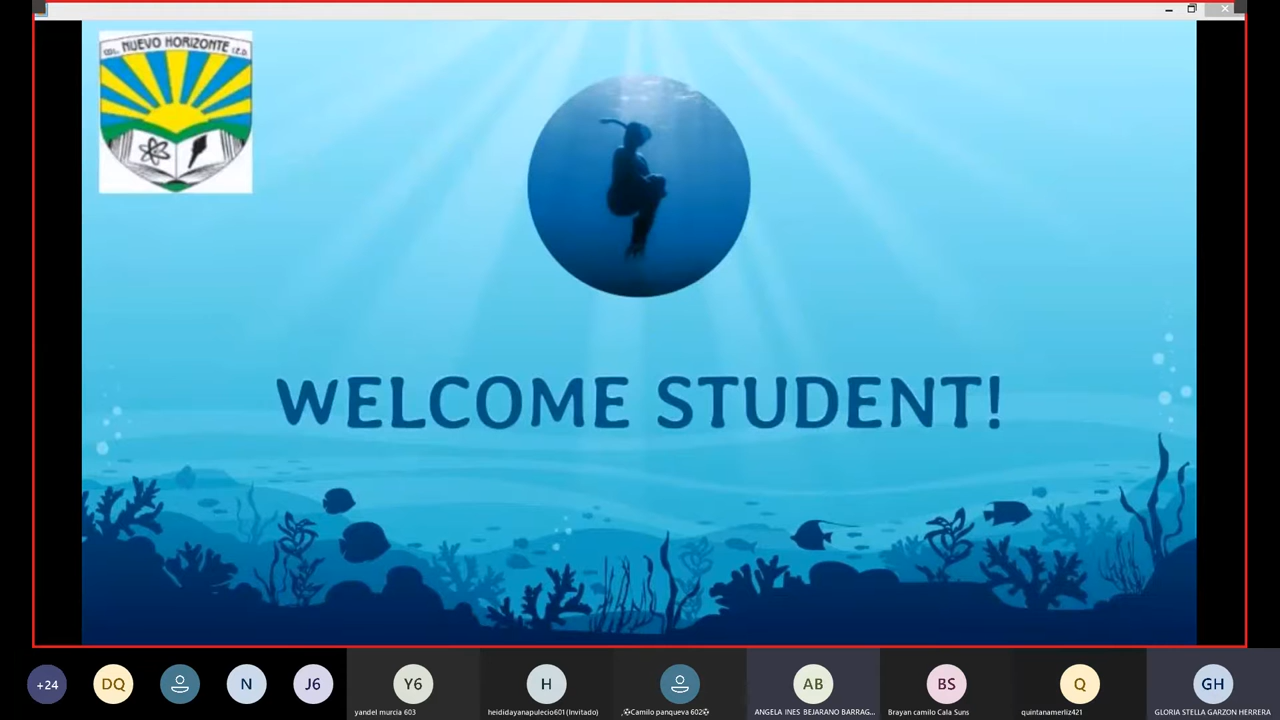 COL. NUEVO HORIZONTE I.E.D.
WELCOME STUDENT!
+24
DQ
N
J6
Y6
H
AB
BS
Q
GH
yandel murcia 603
heididayanapulecio601(Invitado)
Camilo panqueva 602
ANGELA INES BEJARANO BARRAG...
Brayan camilo Cala Suns
quintanamerliz421
GLORIA STELLA GARZON HERRERA